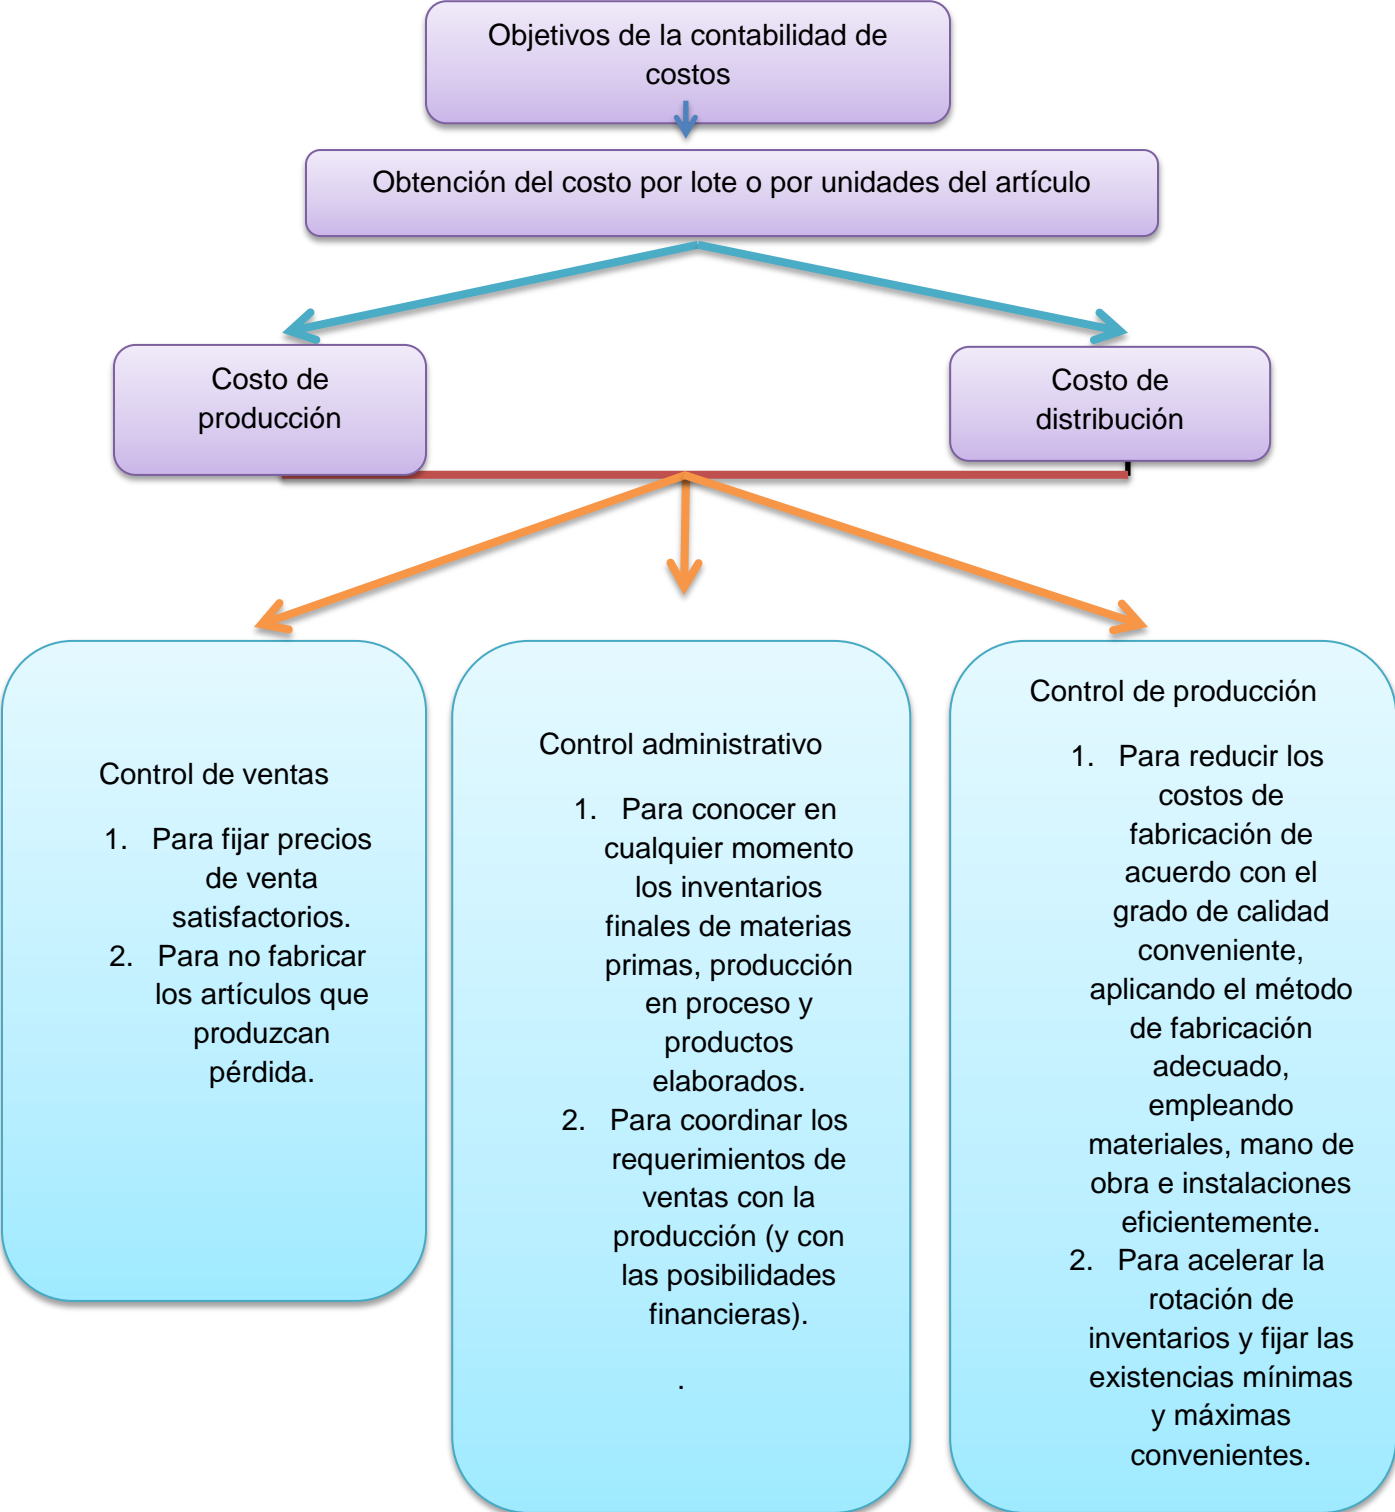 Objetivos de la contabilidad de
costos
Obtención del costo por lote o por unidades del artículo
Costo de
producción
Costo de
distribución
Control de ventas
1. Para fijar precios
de venta
satisfactorios.
2. Para no fabricar
los artículos que
produzcan
pérdida.
Control administrativo
1. Para conocer en
cualquier momento
los inventarios
finales de materias
primas, producción
en proceso y
productos
elaborados.
2. Para coordinar los
requerimientos de
ventas con la
producción (y con
las posibilidades
financieras).
.
Control de producción
1. Para reducir los
costos de
fabricación de
acuerdo con el
grado de calidad
conveniente,
aplicando el método
de fabricación
adecuado,
empleando
materiales, mano de
obra e instalaciones
eficientemente.
2. Para acelerar la
rotación de
inventarios y fijar las
existencias mínimas
y máximas
convenientes.